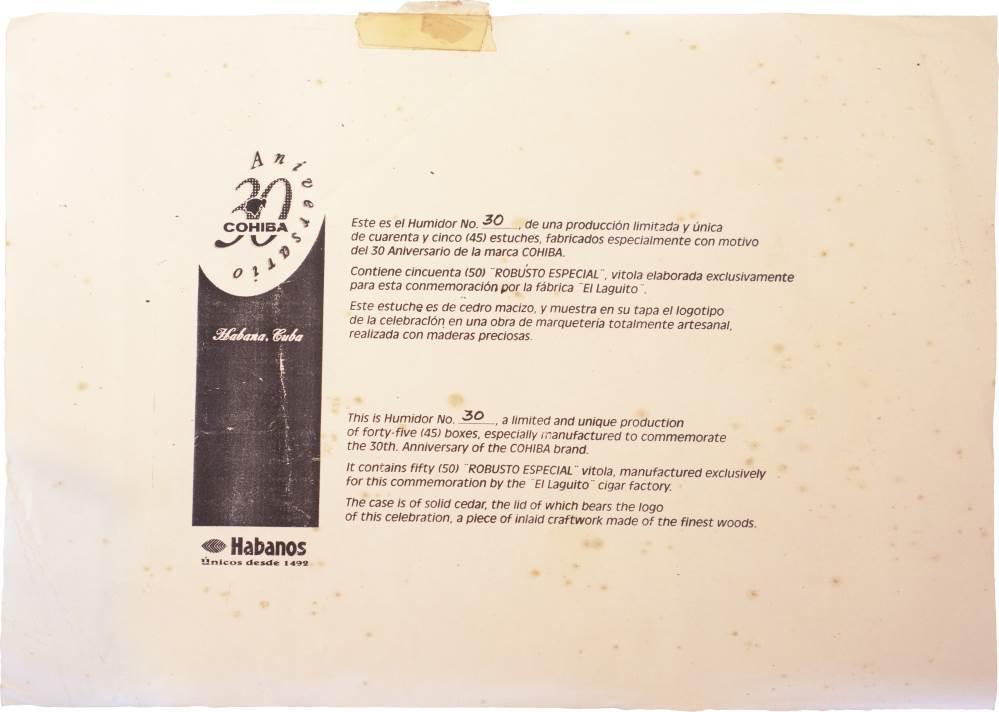 Aniversario
30
COHIBA
Habana, Cuba
Habanos
Únicos desde 1492
Este es el Humidor No. 30, de una producción limitada y única
de cuarenta y cinco (45) estuches, fabricados especialmente con motivo
del 30 Aniversario de la marca COHIBA.
Contiene cincuenta (50) ¨ROBUSTO ESPECIAL¨, vitola elaborada exclusivamente
para esta conmemoración por la fábrica ¨El Laguito¨.
Este estuche es de cedro macizo, y muestra en su tapa el logotipo
de la celebración en una obra de marquetería totalmente artesanal,
realizada con maderas preciosas.
This is Humidor No. 30, a limited and unique production
of forty-five (45) boxes, especially manufactured to commemorate
the 30th. Anniversary of the COHIBA brand.
It contains fifty (50) ¨ROBUSTO ESPECIAL¨ vitola, manufactured exclusively
for this commemoration by the ¨El Laguito¨ cigar factory.
The case is of solid cedar, the lid of which bears the logo
of this celebration, a piece of inlaid craftwork made of the finest woods.